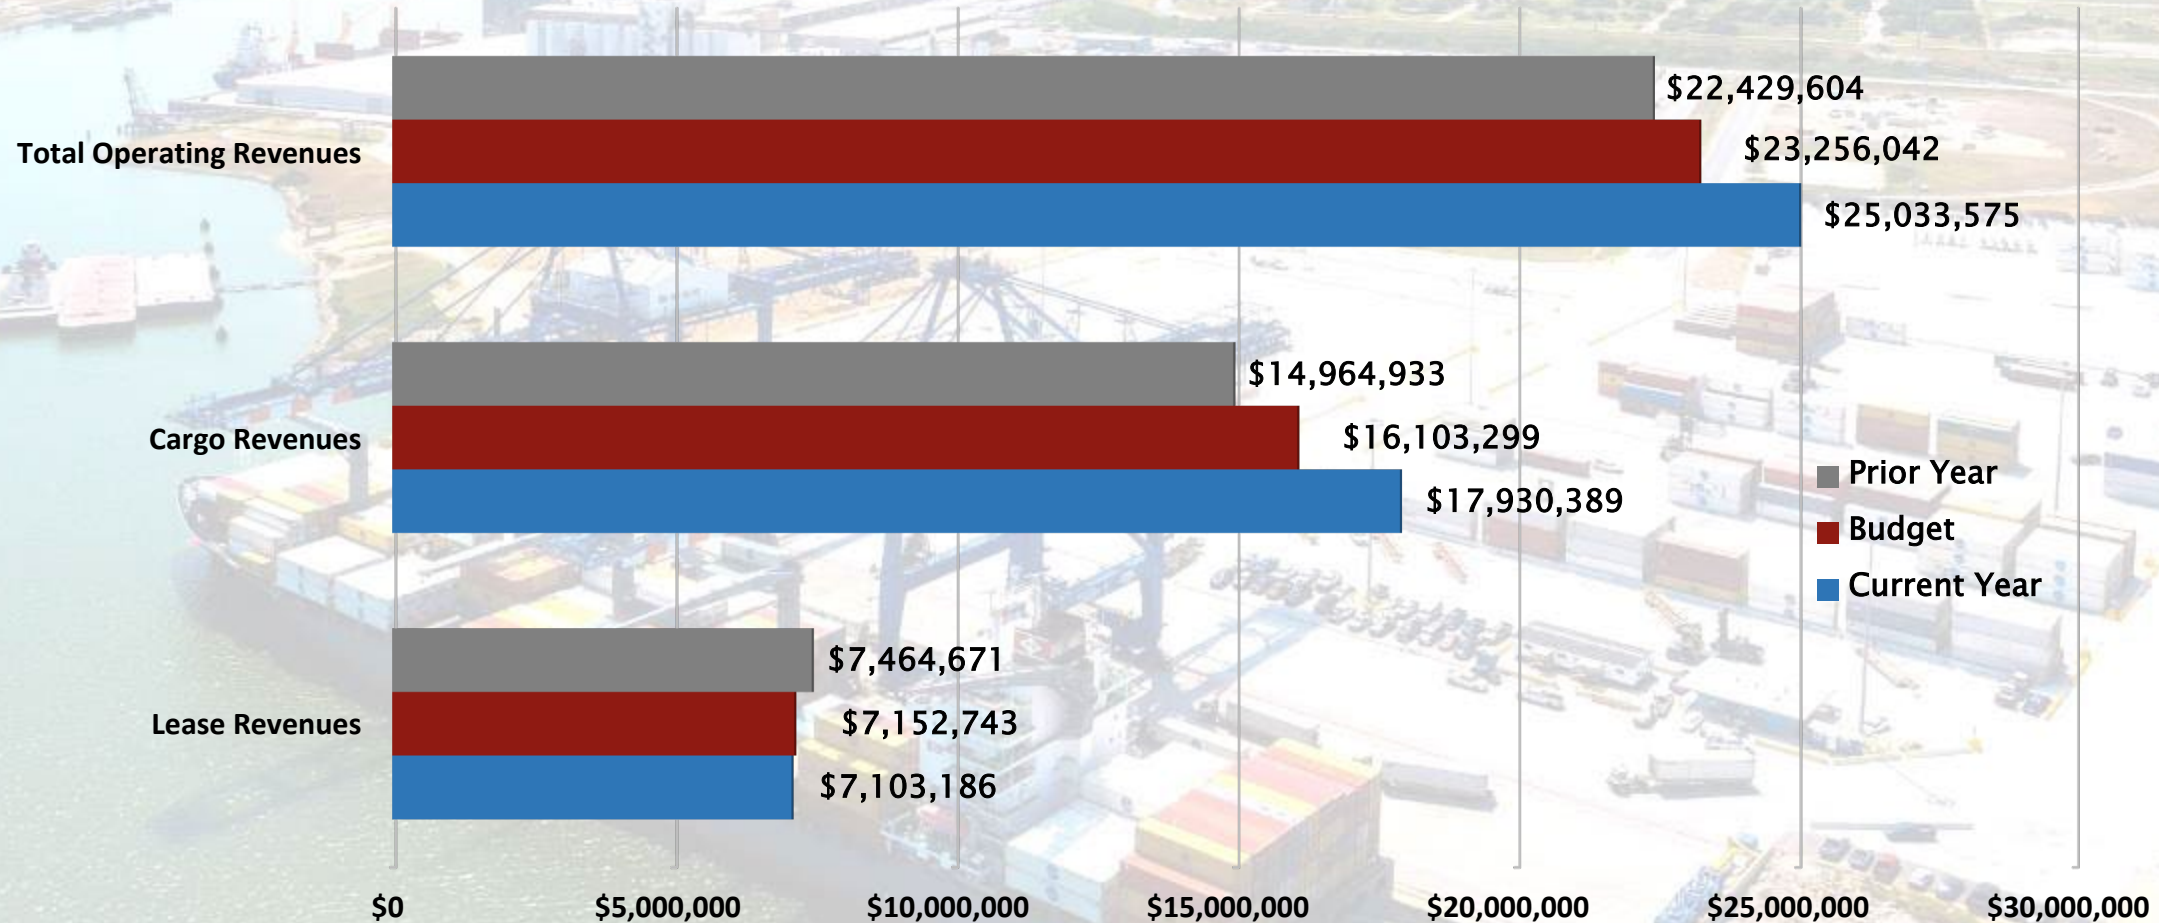 $22,429,604
Total Operating Revenues
$23,256,042
$25,033,575
$14,964,933
Cargo Revenues
$16,103,299
$17,930,389
Prior Year
Budget
Current Year
$7,464,671
Lease Revenues
$7,152,743
$7,103,186
$0
$5,000,000
$10,000,000
$15,000,000
$20,000,000
$25,000,000
$30,000,000